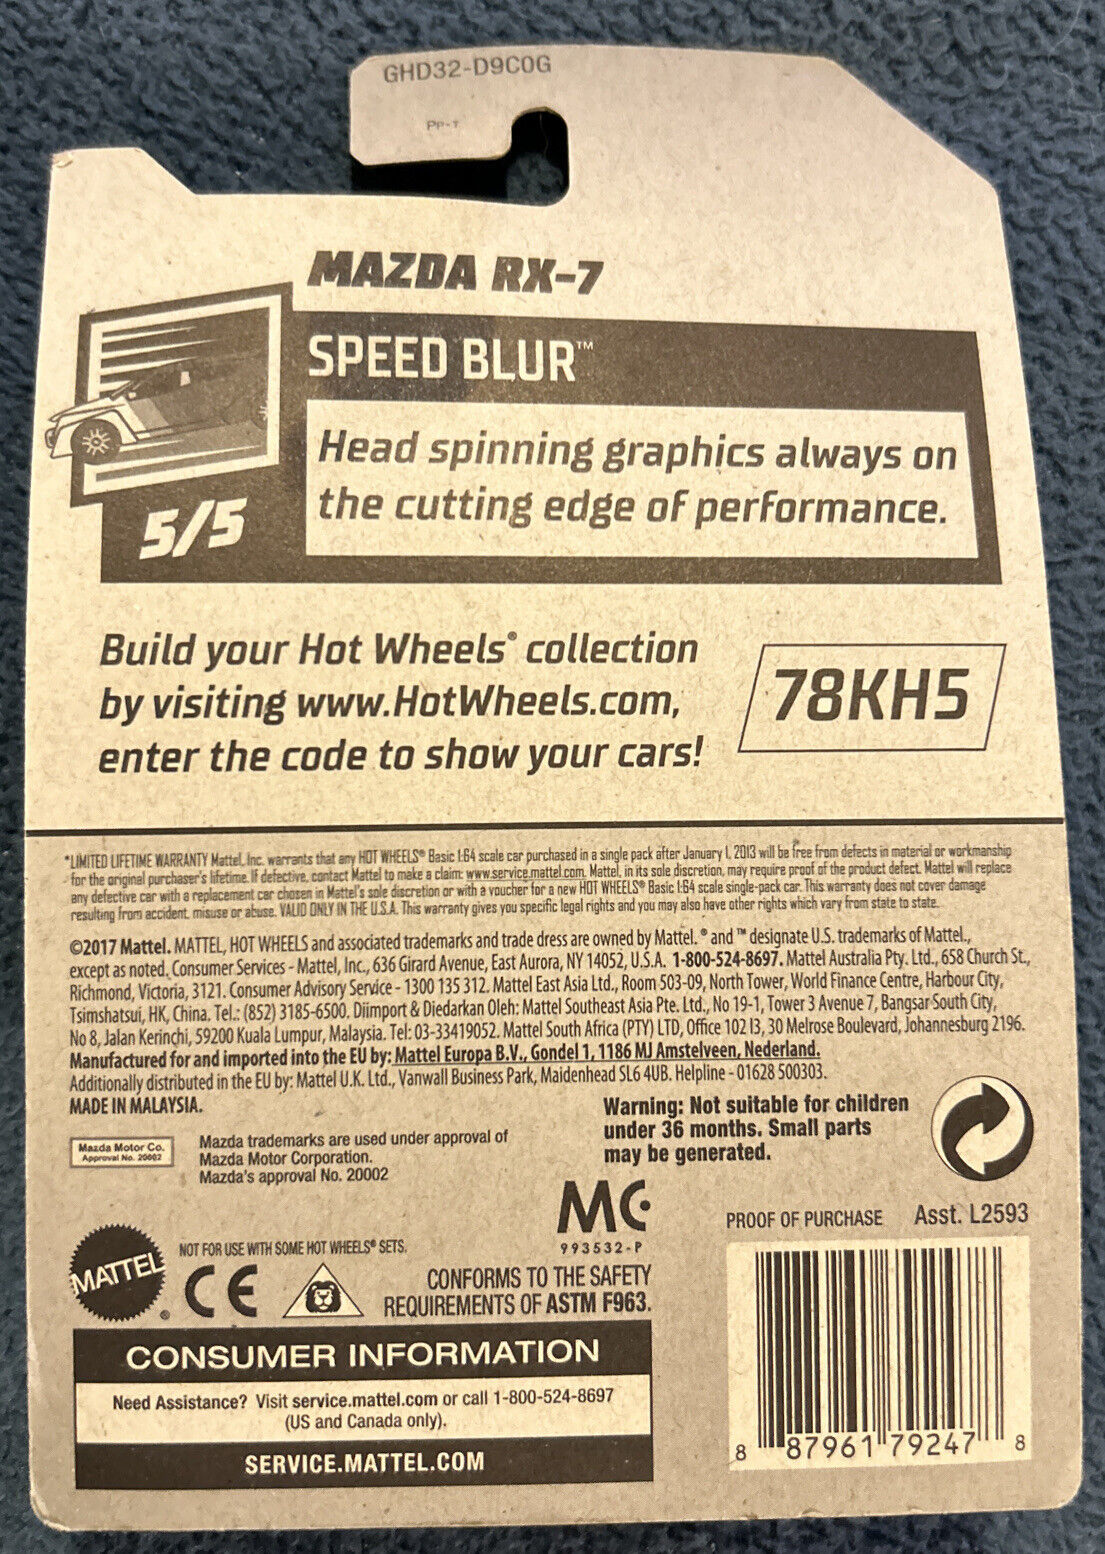 GHD32-D9C0G
PP-T
MAZDA RX-7
SPEED BLUR™
Head spinning graphics always on
the cutting edge of performance.
5/5
Build your Hot Wheels® collection
by visiting www.HotWheels.com,
enter the code to show your cars!
78KH5
*LIMITED LIFETIME WARRANTY Mattel, Inc. warrants that any HOT WHEELS® Basic 1:64 scale car purchased in a single pack after January 1, 2013 will be free from defects in material or workmanship
for the original purchaser's lifetime. If defective, contact Mattel to make a claim: www.service.mattel.com. Mattel, in its sole discretion, may require proof of the product defect. Mattel will replace
any defective car with a replacement car chosen in Mattel's sole discretion or with a voucher for a new HOT WHEELS® Basic 1:64 scale single-pack car. This warranty does not cover damage
resulting from accident, misuse or abuse. VALID ONLY IN THE U.S.A. This warranty gives you specific legal rights and you may also have other rights which vary from state to state.
©2017 Mattel. MATTEL, HOT WHEELS and associated trademarks and trade dress are owned by Mattel. ® and ™ designate U.S. trademarks of Mattel.,
except as noted. Consumer Services - Mattel, Inc., 636 Girard Avenue, East Aurora, NY 14052, U.S.A. 1-800-524-8697. Mattel Australia Pty. Ltd., 658 Church St.,
Richmond, Victoria, 3121. Consumer Advisory Service - 1300 135 312. Mattel East Asia Ltd., Room 503-09, North Tower, World Finance Centre, Harbour City,
Tsimshatsui, HK, China. Tel.: (852) 3185-6500. Diimport & Diedarkan Oleh: Mattel Southeast Asia Pte. Ltd., No 19-1, Tower 3 Avenue 7, Bangsar South City,
No 8, Jalan Kerinchi, 59200 Kuala Lumpur, Malaysia. Tel: 03-33419052. Mattel South Africa (PTY) LTD, Office 102 I3, 30 Melrose Boulevard, Johannesburg 2196.
Manufactured for and imported into the EU by: Mattel Europa B.V., Gondel 1, 1186 MJ Amstelveen, Nederland.
Additionally distributed in the EU by: Mattel U.K. Ltd., Vanwall Business Park, Maidenhead SL6 4UB. Helpline - 01628 500303.
MADE IN MALAYSIA.
Warning: Not suitable for children
under 36 months. Small parts
may be generated.
Mazda Motor Co.
Approval No. 20002
Mazda trademarks are used under approval of
Mazda Motor Corporation.
Mazda's approval No. 20002
MC
993532-P
PROOF OF PURCHASE Asst. L2593
MATTEL®
NOT FOR USE WITH SOME HOT WHEELS® SETS.
CE
CONFORMS TO THE SAFETY
REQUIREMENTS OF ASTM F963.
CONSUMER INFORMATION
Need Assistance? Visit service.mattel.com or call 1-800-524-8697
(US and Canada only).
SERVICE.MATTEL.COM
8 87961 79247 8